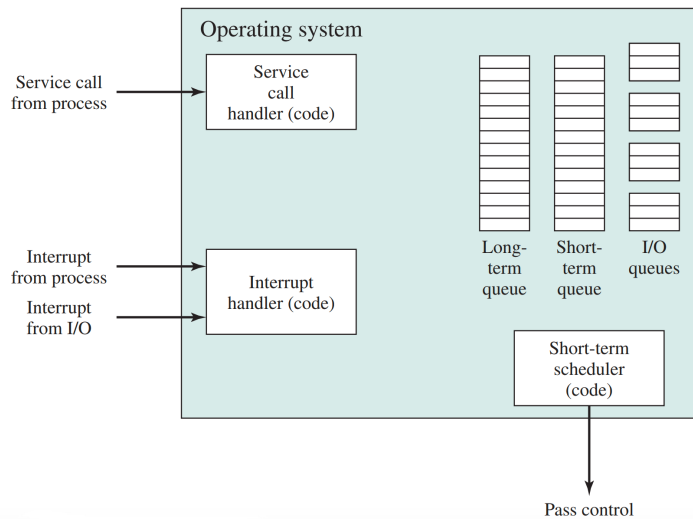 Operating system
Service call
from process
Service
call
handler (code)
Interrupt
from process
Interrupt
from I/O
Interrupt
handler (code)
Long-
term
queue
Short-
term
queue
I/O
queues
Short-term
scheduler
(code)
Pass control